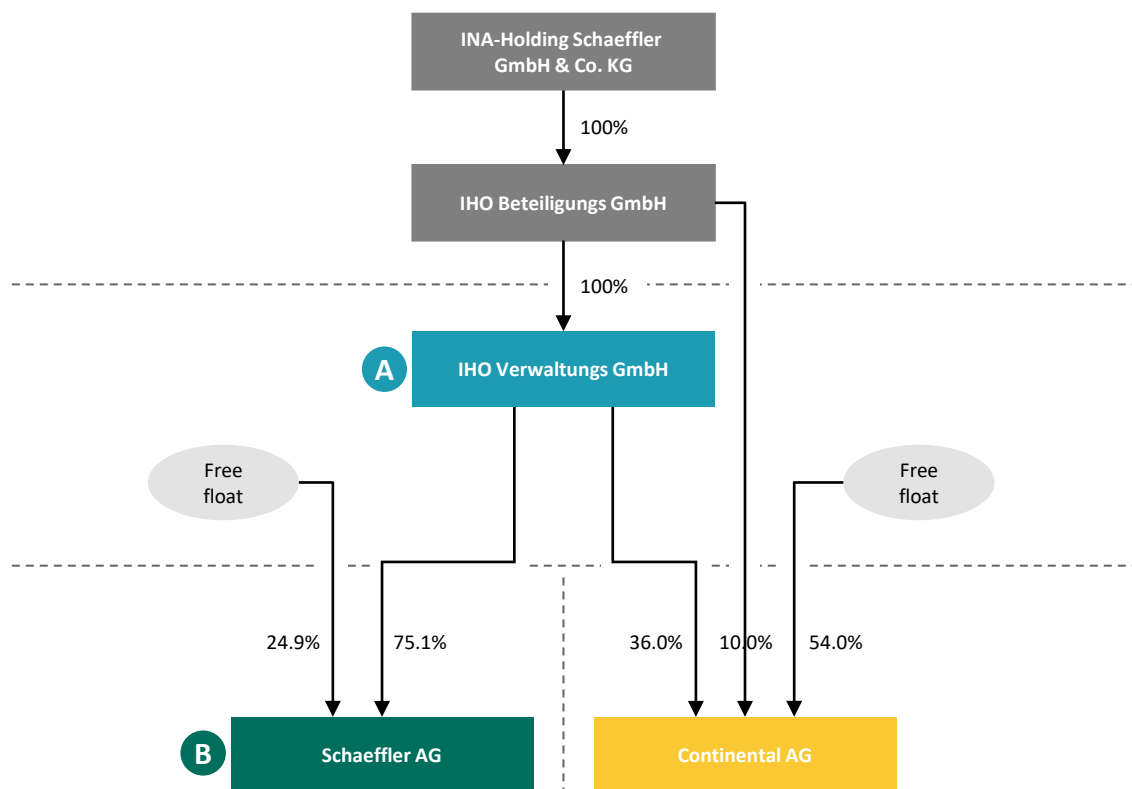 INA-Holding Schaeffler
GmbH & Co. KG
100%
IHO Beteiligungs GmbH
100%
A
IHO Verwaltungs GmbH
Free
float
Free
float
24.9%
75.1%
36.0%
10.0%
54.0%
B
Schaeffler AG
Continental AG